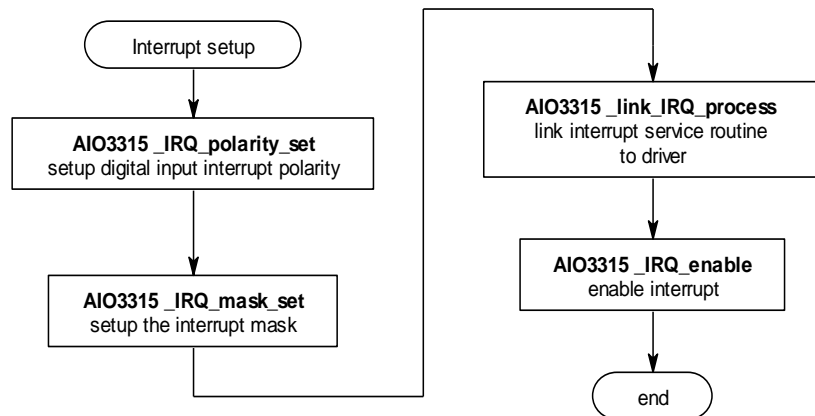 Interrupt setup
AIO3315 _IRQ_polarity_set
setup digital input interrupt polarity
AIO3315 _IRQ_mask_set
setup the interrupt mask
AIO3315 _link_IRQ_process
link interrupt service routine
to driver
AIO3315 _IRQ_enable
enable interrupt
end